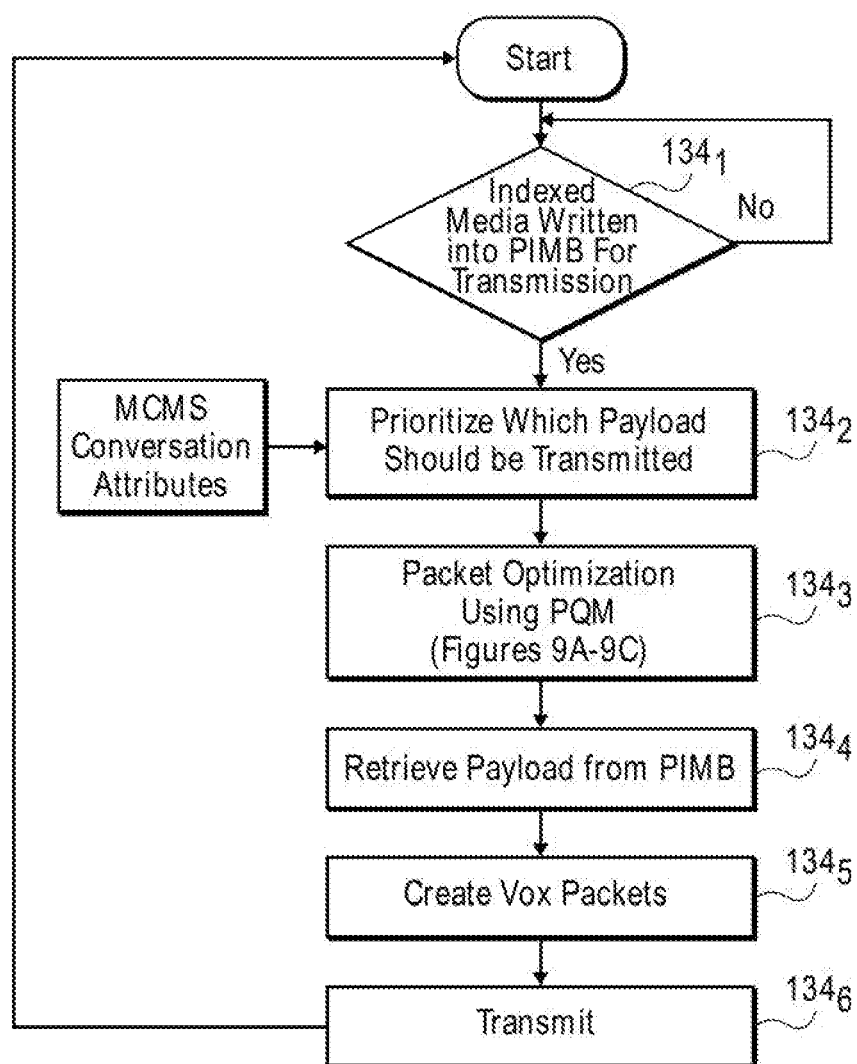 Start
134₁
Indexed
Media Written
into PIMB For
Transmission
No
Yes
MCMS
Conversation
Attributes
Prioritize Which Payload
Should be Transmitted
134₂
Packet Optimization
Using PQM
(Figures 9A-9C)
134₃
Retrieve Payload from PIMB
134₄
Create Vox Packets
134₅
Transmit
134₆